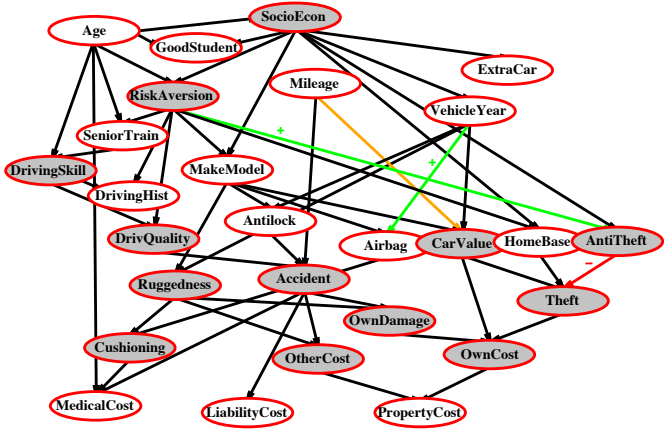 SocioEcon
Age
GoodStudent
ExtraCar
Mileage
RiskAversion
VehicleYear
+
SeniorTrain
+
DrivingSkill
MakeModel
DrivingHist
Antilock
DrivQuality
Airbag
CarValue
HomeBase
AntiTheft
−
Accident
Ruggedness
Theft
OwnDamage
Cushioning
OtherCost
OwnCost
MedicalCost
LiabilityCost
PropertyCost